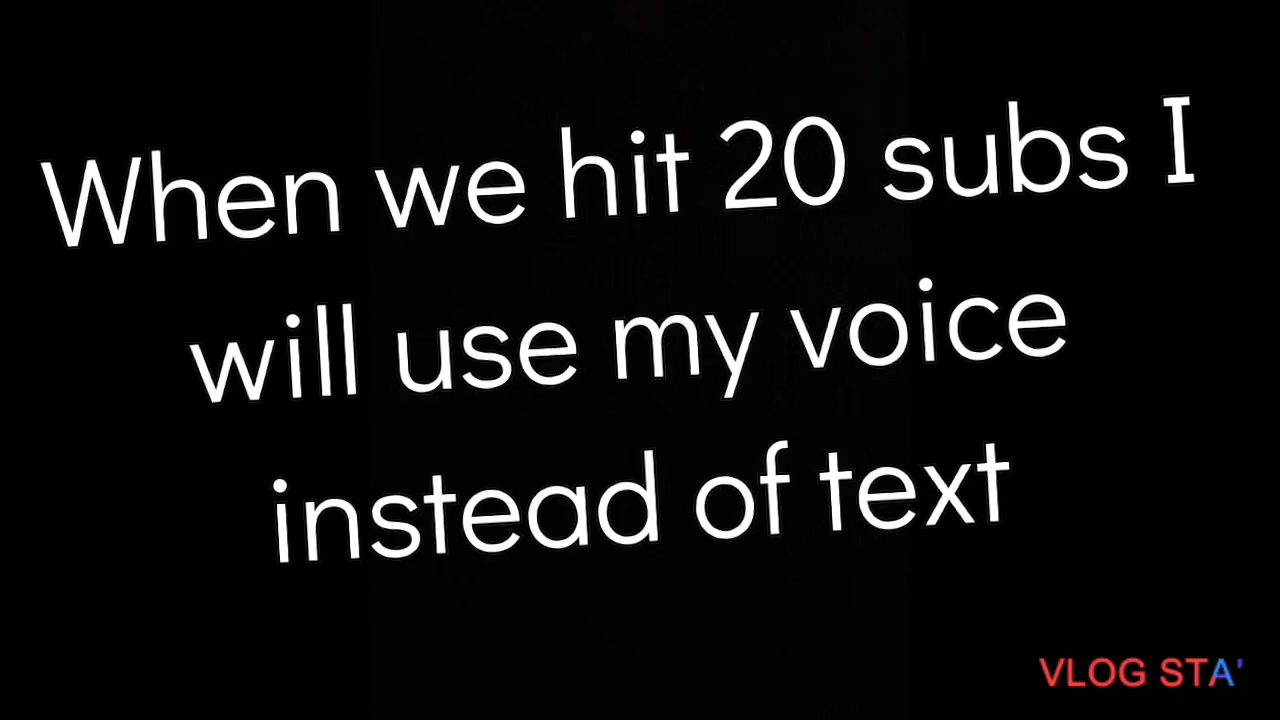 When we hit 20 subs I
will use my voice
instead of text
VLOG STA'